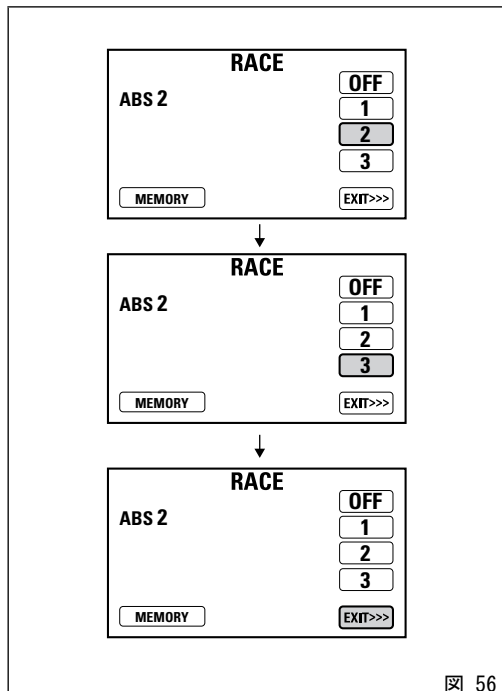 RACE
ABS 2
OFF
1
2
3
MEMORY
EXIT>>>
RACE
ABS 2
OFF
1
2
3
MEMORY
EXIT>>>
RACE
ABS 2
OFF
1
2
3
MEMORY
EXIT>>>
図 56